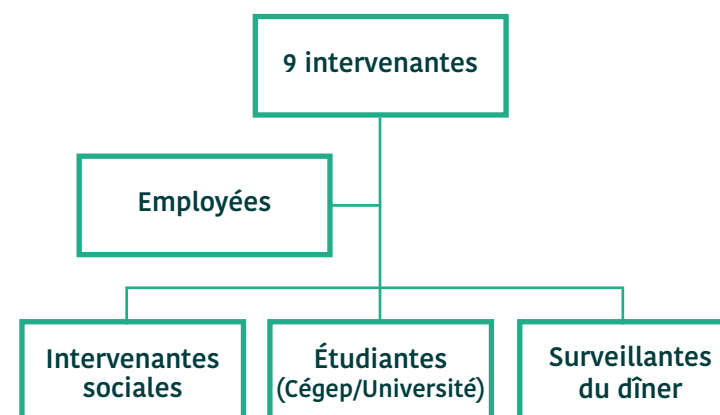 9 intervenantes
Employées
Intervenantes
sociales
Étudiantes
(Cégep/Université)
Surveillantes
du dîner